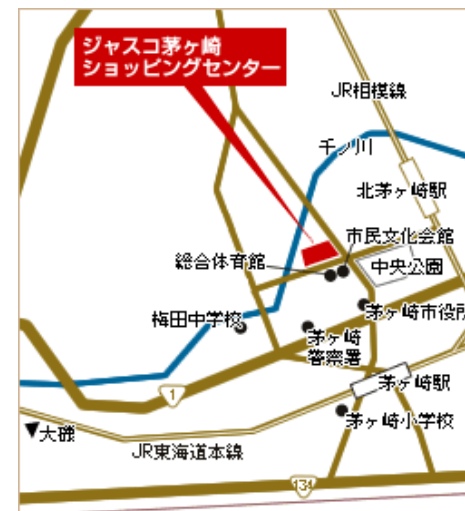 ジャスコ茅ヶ崎
ショッピングセンター
JR相模線
千ノ川
北茅ヶ崎駅
市民文化会館
総合体育館
中央公園
梅田中学校
茅ヶ崎市役所
茅ヶ崎
警察署
1
茅ヶ崎駅
茅ヶ崎小学校
大磯
JR東海道本線
134